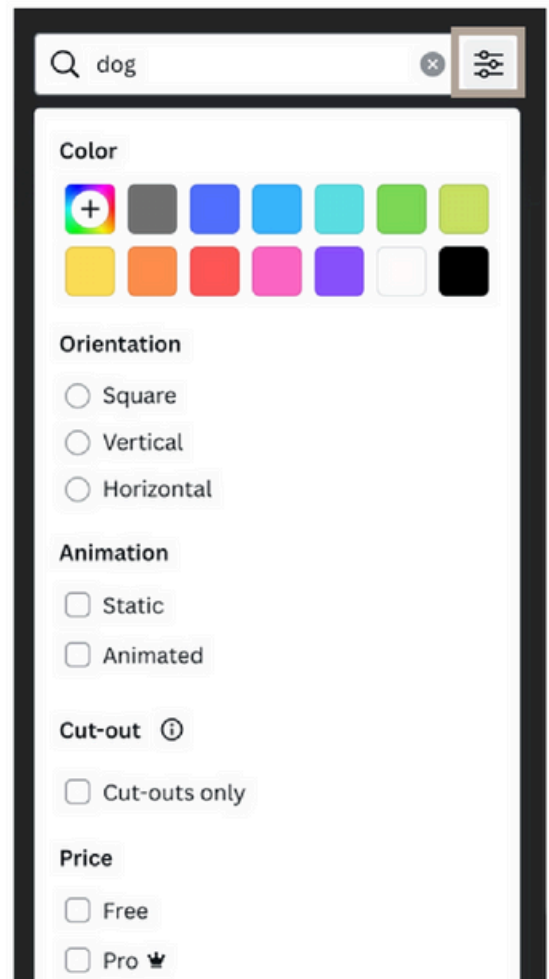 dog
Color
Orientation
Square
Vertical
Horizontal
Animation
Static
Animated
Cut-out
Cut-outs only
Price
Free
Pro